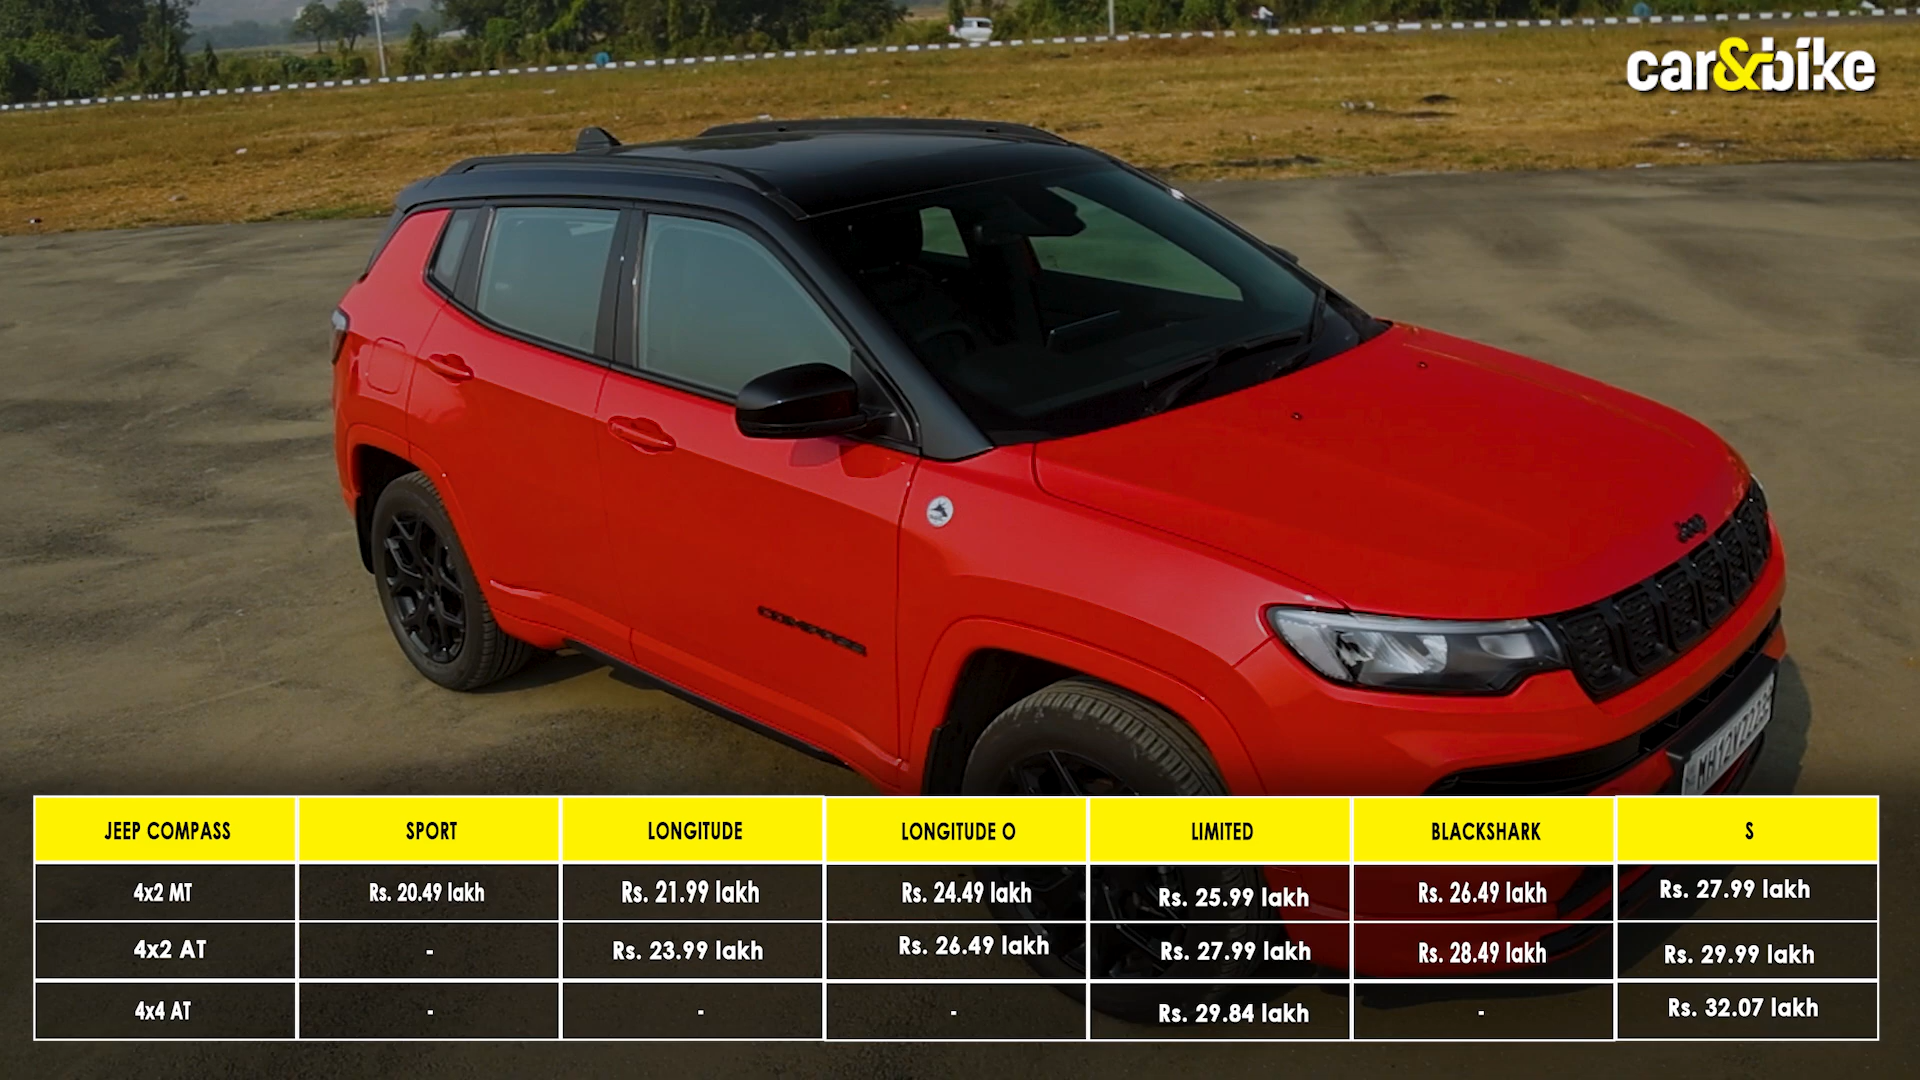 car&bike
Jeep
COMPASS
JEEP COMPASS SPORT LONGITUDE LONGITUDE O LIMITED BLACKSHARK S
4x2 MT Rs. 20.49 lakh Rs. 21.99 lakh Rs. 24.49 lakh Rs. 25.99 lakh Rs. 26.49 lakh Rs. 27.99 lakh
4x2 AT - Rs. 23.99 lakh Rs. 26.49 lakh Rs. 27.99 lakh Rs. 28.49 lakh Rs. 29.99 lakh
4x4 AT - - - Rs. 29.84 lakh - Rs. 32.07 lakh